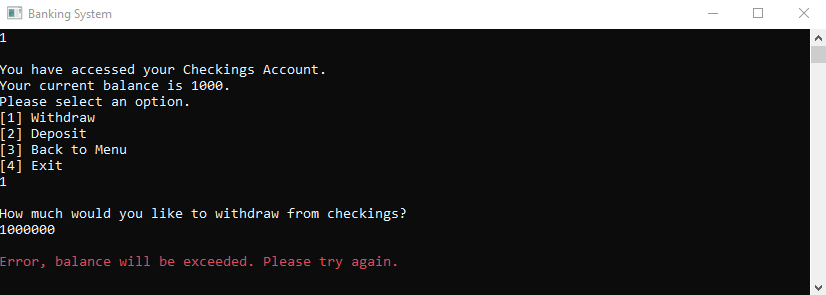 Banking System
1
You have accessed your Checkings Account.
Your current balance is 1000.
Please select an option.
[1] Withdraw
[2] Deposit
[3] Back to Menu
[4] Exit
1
How much would you like to withdraw from checkings?
1000000
Error, balance will be exceeded. Please try again.